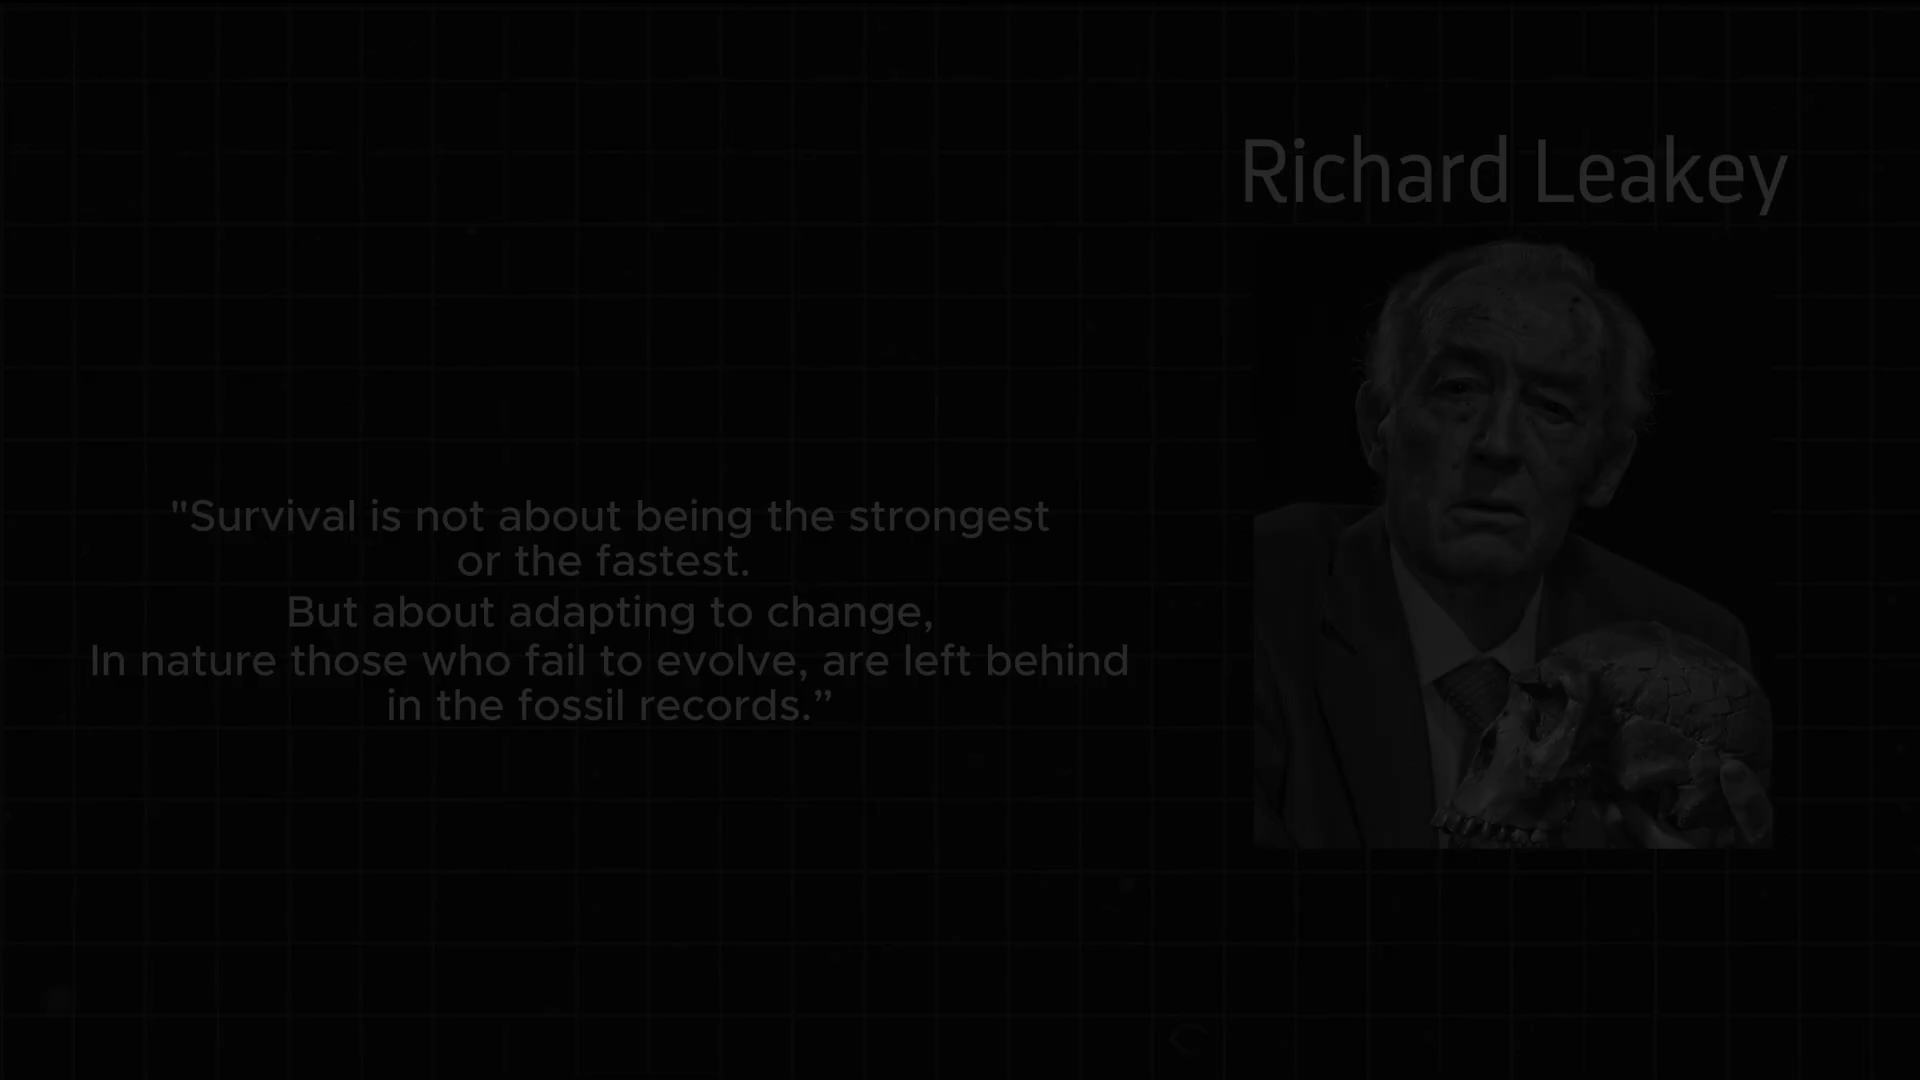 Richard Leakey
"Survival is not about being the strongest
or the fastest.
But about adapting to change,
In nature those who fail to evolve, are left behind
in the fossil records.”